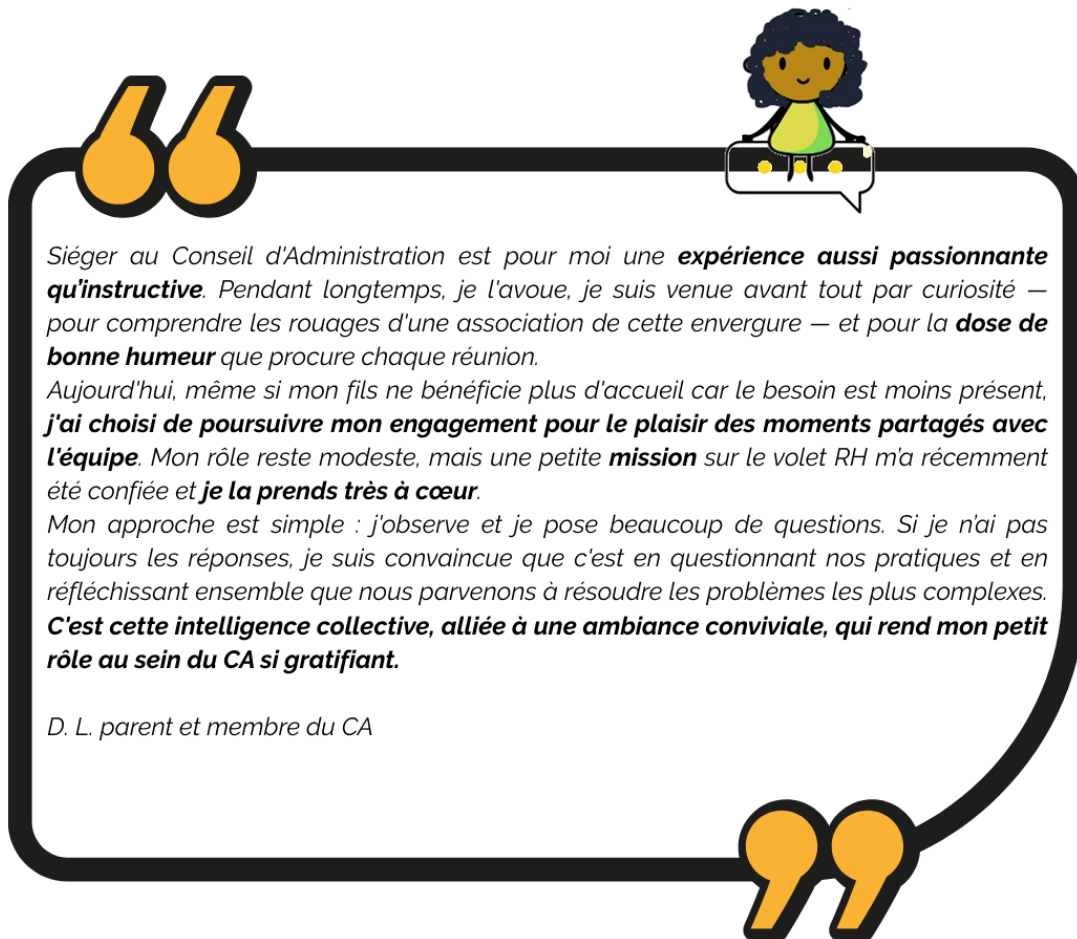 Siéger au Conseil d'Administration est pour moi une expérience aussi passionnante
qu'instructive. Pendant longtemps, je l'avoue, je suis venue avant tout par curiosité —
pour comprendre les rouages d'une association de cette envergure — et pour la dose de
bonne humeur que procure chaque réunion.
Aujourd'hui, même si mon fils ne bénéficie plus d'accueil car le besoin est moins présent,
j'ai choisi de poursuivre mon engagement pour le plaisir des moments partagés avec
l'équipe. Mon rôle reste modeste, mais une petite mission sur le volet RH m'a récemment
été confiée et je la prends très à cœur.
Mon approche est simple : j'observe et je pose beaucoup de questions. Si je n'ai pas
toujours les réponses, je suis convaincue que c'est en questionnant nos pratiques et en
réfléchissant ensemble que nous parvenons à résoudre les problèmes les plus complexes.
C'est cette intelligence collective, alliée à une ambiance conviviale, qui rend mon petit
rôle au sein du CA si gratifiant.
D. L. parent et membre du CA